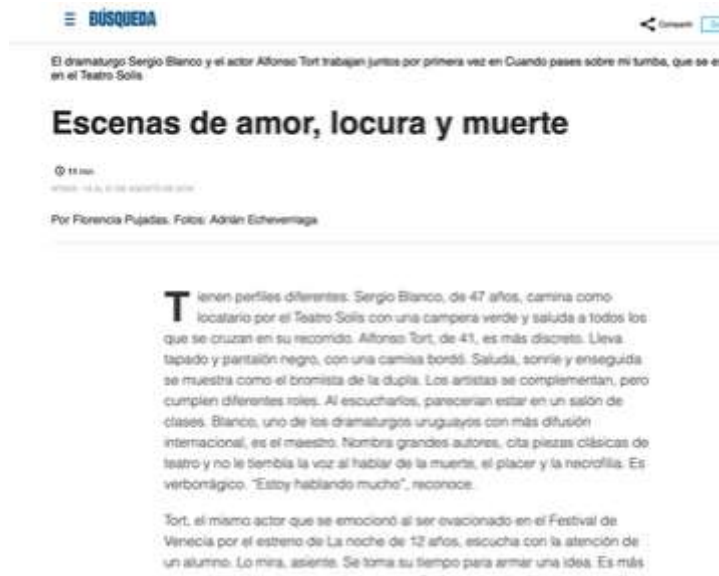 BÚSQUEDA
Compartir
El dramaturgo Sergio Blanco y el actor Alfonso Tort trabajan juntos por primera vez en Cuando pases sobre mi tumba, que se es
en el Teatro Solís
Escenas de amor, locura y muerte
11 min
Por Florencia Pujadas. Fotos: Adrián Echeverriaga
Tienen perfiles diferentes. Sergio Blanco, de 47 años, camina como
locatario por el Teatro Solís con una campera verde y saluda a todos los
que se cruzan en su recorrido. Alfonso Tort, de 41, es más discreto. Lleva
tapado y pantalón negro, con una camisa bordó. Saluda, sonríe y enseguida
se muestra como el bromista de la dupla. Los artistas se complementan, pero
cumplen diferentes roles. Al escucharlos, parecerían estar en un salón de
clases. Blanco, uno de los dramaturgos uruguayos con más difusión
internacional, es el maestro. Nombra grandes autores, cita piezas clásicas de
teatro y no le tiembla la voz al hablar de la muerte, el placer y la necrofilia. Es
verborrágico. “Estoy hablando mucho”, reconoce.
Tort, el mismo actor que se emocionó al ser ovacionado en el Festival de
Venecia por el estreno de La noche de 12 años, escucha con la atención de
un alumno. Lo mira, asiente. Se toma su tiempo para armar una idea. Es más